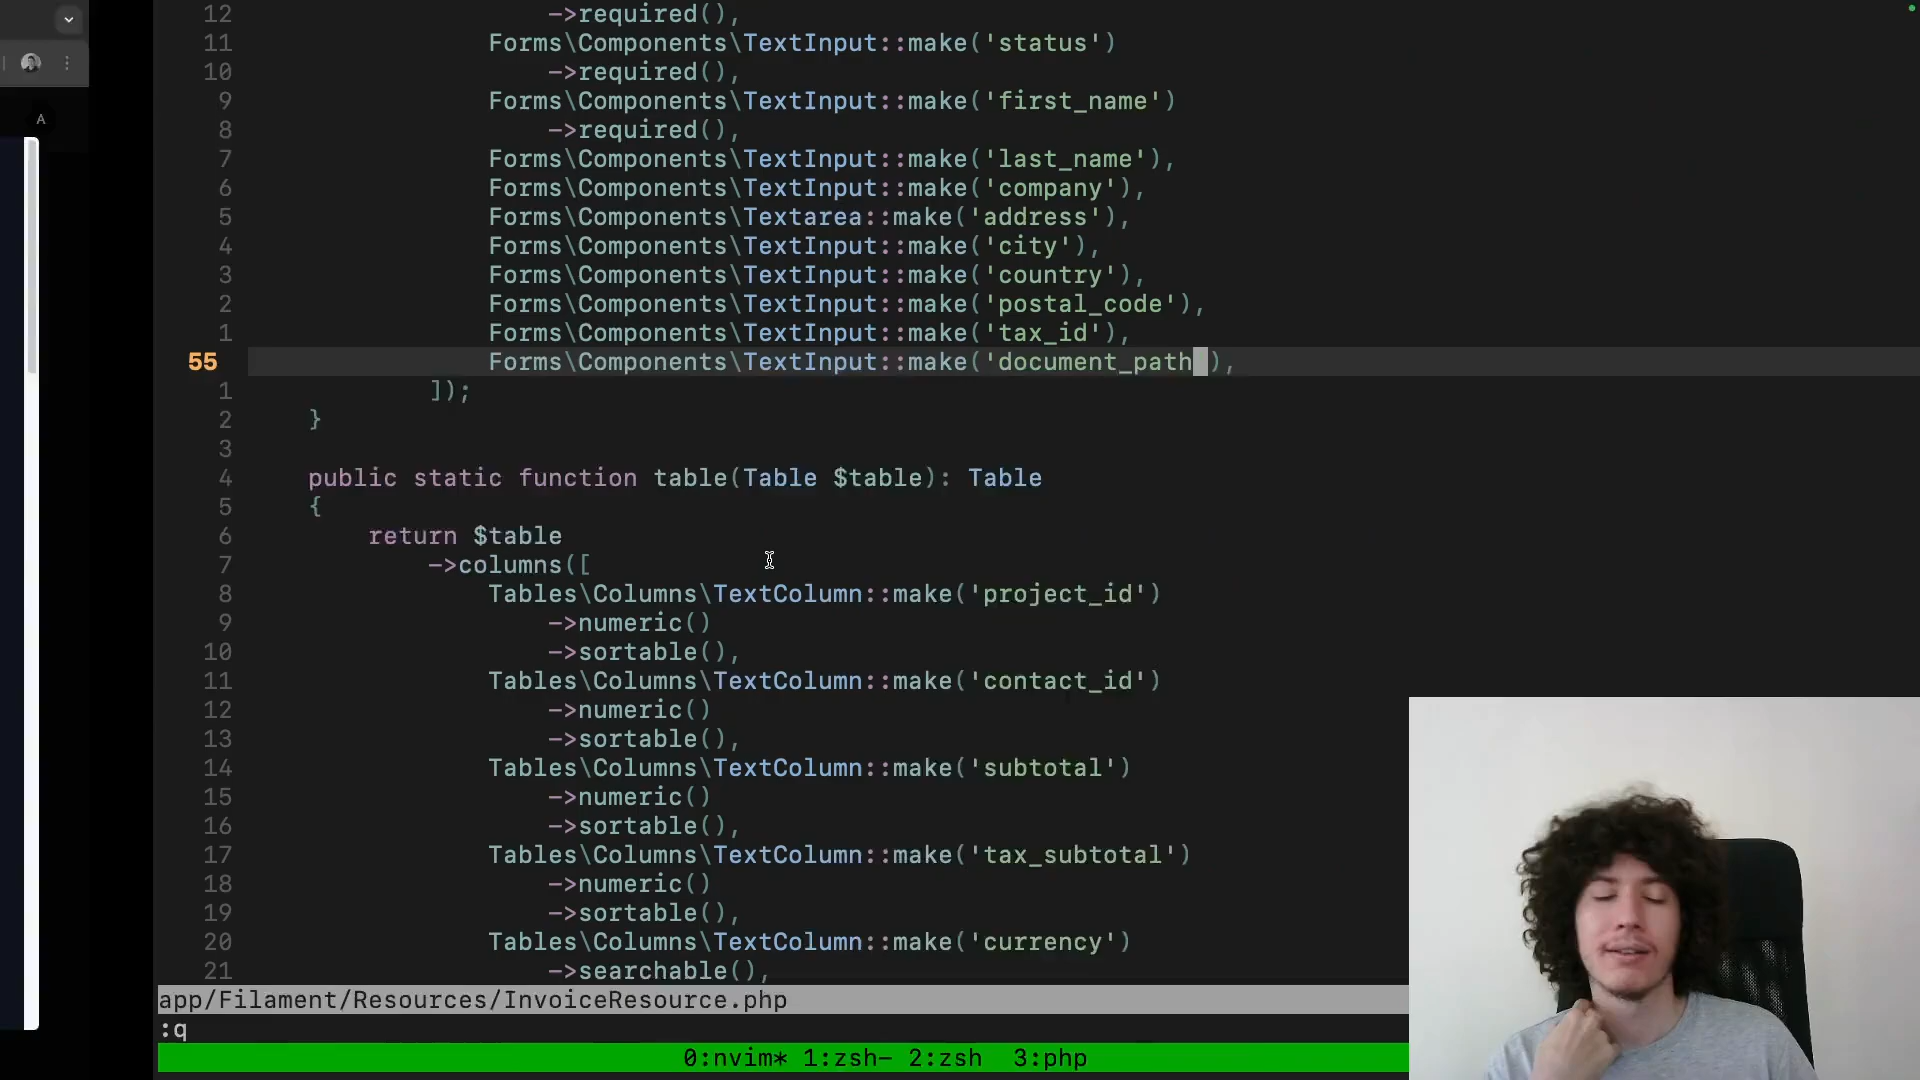 A
12 ->required(),
11 Forms\Components\TextInput::make('status')
10 ->required(),
9 Forms\Components\TextInput::make('first_name')
8 ->required(),
7 Forms\Components\TextInput::make('last_name'),
6 Forms\Components\TextInput::make('company'),
5 Forms\Components\Textarea::make('address'),
4 Forms\Components\TextInput::make('city'),
3 Forms\Components\TextInput::make('country'),
2 Forms\Components\TextInput::make('postal_code'),
1 Forms\Components\TextInput::make('tax_id'),
55 Forms\Components\TextInput::make('document_path'),
1 ]);
2 }
3
4 public static function table(Table $table): Table
5 {
6 return $table
7 ->columns([
8 Tables\Columns\TextColumn::make('project_id')
9 ->numeric()
10 ->sortable(),
11 Tables\Columns\TextColumn::make('contact_id')
12 ->numeric()
13 ->sortable(),
14 Tables\Columns\TextColumn::make('subtotal')
15 ->numeric()
16 ->sortable(),
17 Tables\Columns\TextColumn::make('tax_subtotal')
18 ->numeric()
19 ->sortable(),
20 Tables\Columns\TextColumn::make('currency')
21 ->searchable(),
app/Filament/Resources/InvoiceResource.php
:q
0:nvim* 1:zsh- 2:zsh 3:php